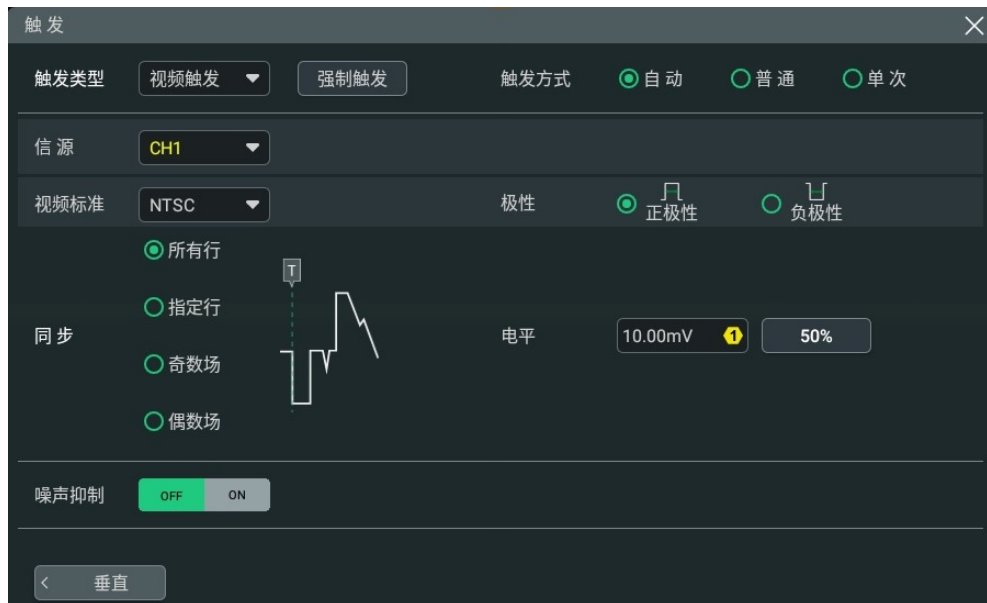 触发
触发类型 视频触发 强制触发 触发方式 自动 普通 单次
信源 CH1
视频标准 NTSC 极性 正极性 负极性
所有行
T
指定行
同步 电平 10.00mV 1 50%
奇数场
偶数场
噪声抑制 OFF ON
< 垂直